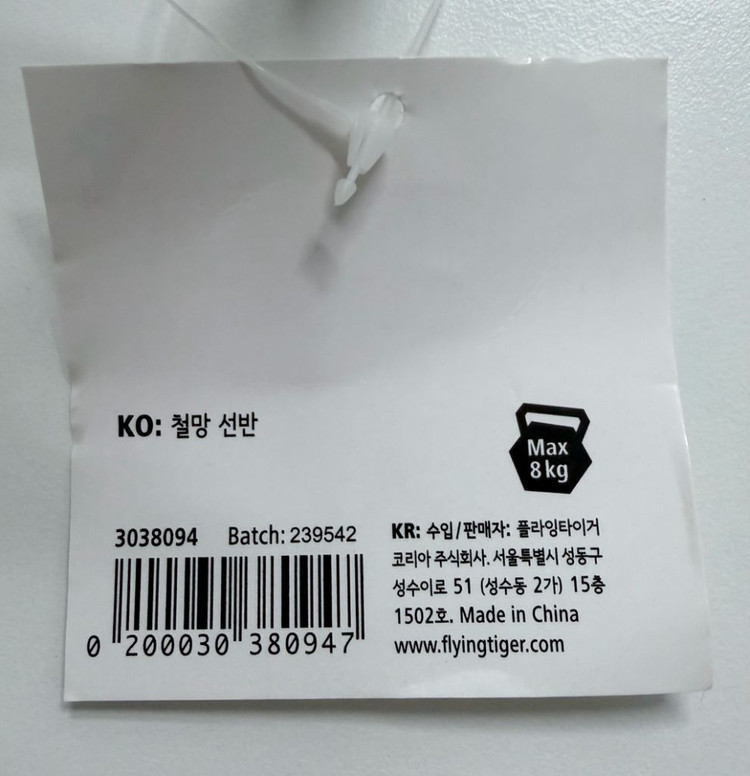 KO: 철망 선반
Max
8kg
3038094 Batch: 239542
0 200030 380947
KR: 수입/판매자: 플라잉타이거
코리아 주식회사. 서울특별시 성동구
성수이로 51 (성수동 2가) 15층
1502호. Made in China
www.flyingtiger.com